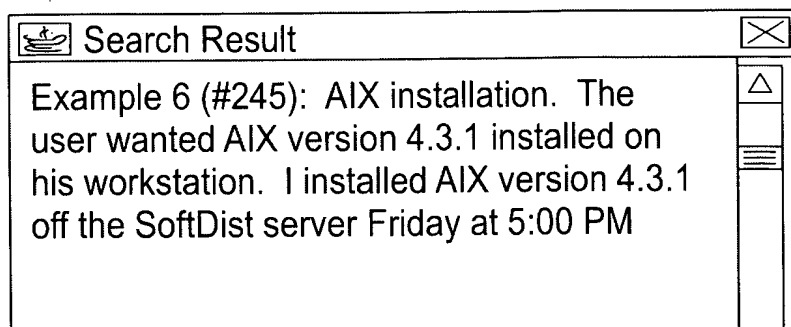 Search Result
Example 6 (#245): AIX installation. The
user wanted AIX version 4.3.1 installed on
his workstation. I installed AIX version 4.3.1
off the SoftDist server Friday at 5:00 PM